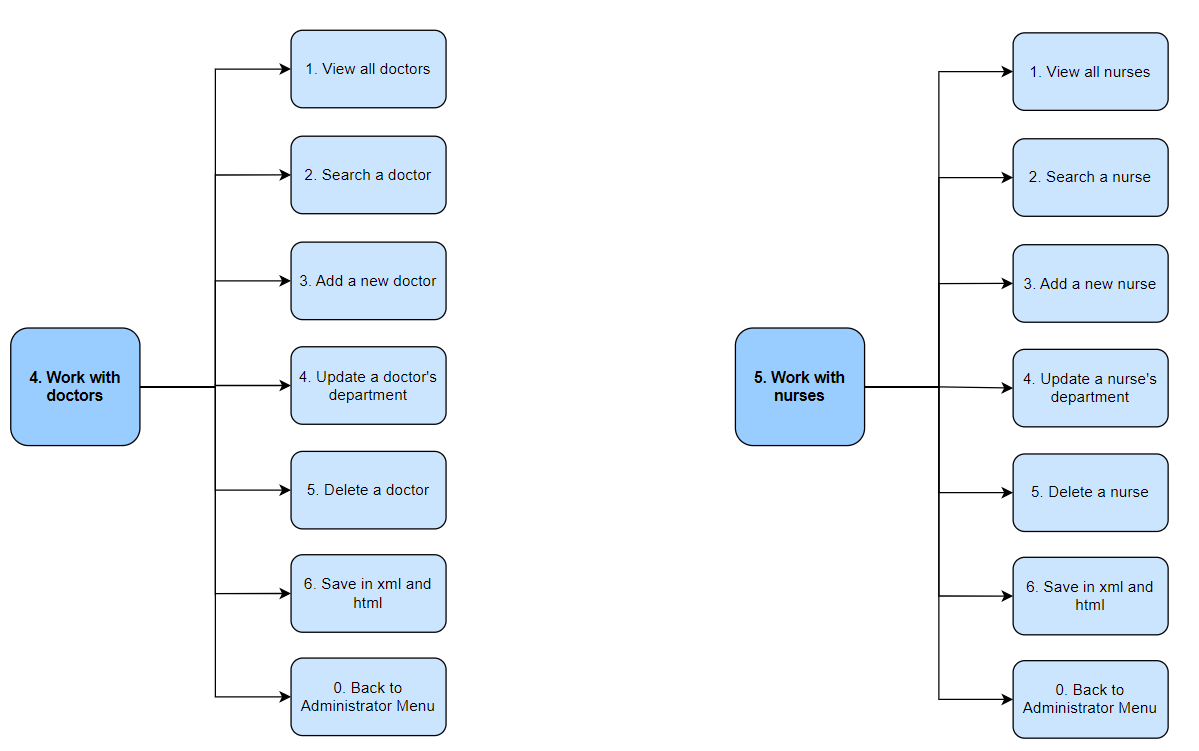 4. Work with
doctors
1. View all doctors
2. Search a doctor
3. Add a new doctor
4. Update a doctor's
department
5. Delete a doctor
6. Save in xml and
html
0. Back to
Administrator Menu
5. Work with
nurses
1. View all nurses
2. Search a nurse
3. Add a new nurse
4. Update a nurse's
department
5. Delete a nurse
6. Save in xml and
html
0. Back to
Administrator Menu